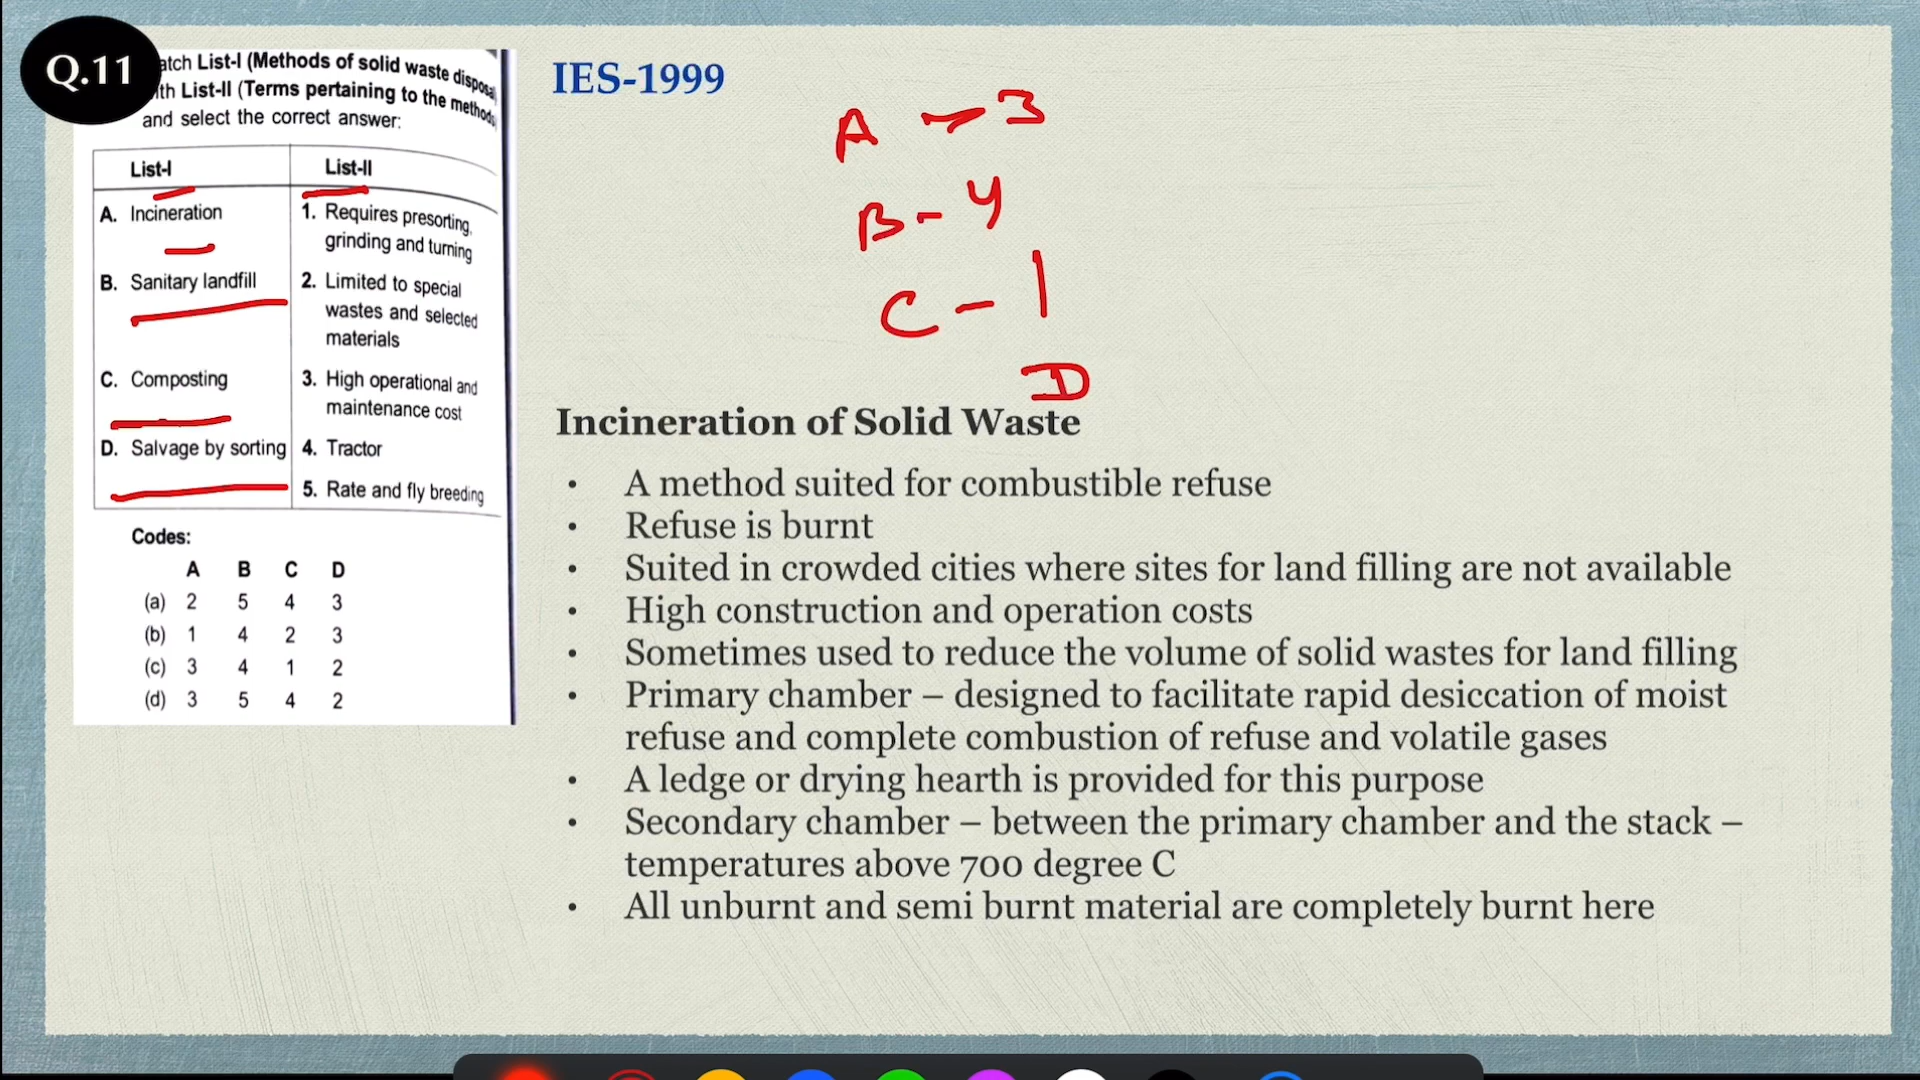 Q.11
atch List-I (Methods of solid waste disposal
ith List-II (Terms pertaining to the methods
and select the correct answer:
List-I List-II
A. Incineration 1. Requires presorting,
grinding and turning
B. Sanitary landfill 2. Limited to special
wastes and selected
materials
C. Composting 3. High operational and
maintenance cost
D. Salvage by sorting 4. Tractor
5. Rate and fly breeding
Codes:
A B C D
(a) 2 5 4 3
(b) 1 4 2 3
(c) 3 4 1 2
(d) 3 5 4 2
IES-1999
A - 3
B - 4
C - 1
D
Incineration of Solid Waste
• A method suited for combustible refuse
• Refuse is burnt
• Suited in crowded cities where sites for land filling are not available
• High construction and operation costs
• Sometimes used to reduce the volume of solid wastes for land filling
• Primary chamber – designed to facilitate rapid desiccation of moist
refuse and complete combustion of refuse and volatile gases
• A ledge or drying hearth is provided for this purpose
• Secondary chamber – between the primary chamber and the stack –
temperatures above 700 degree C
• All unburnt and semi burnt material are completely burnt here